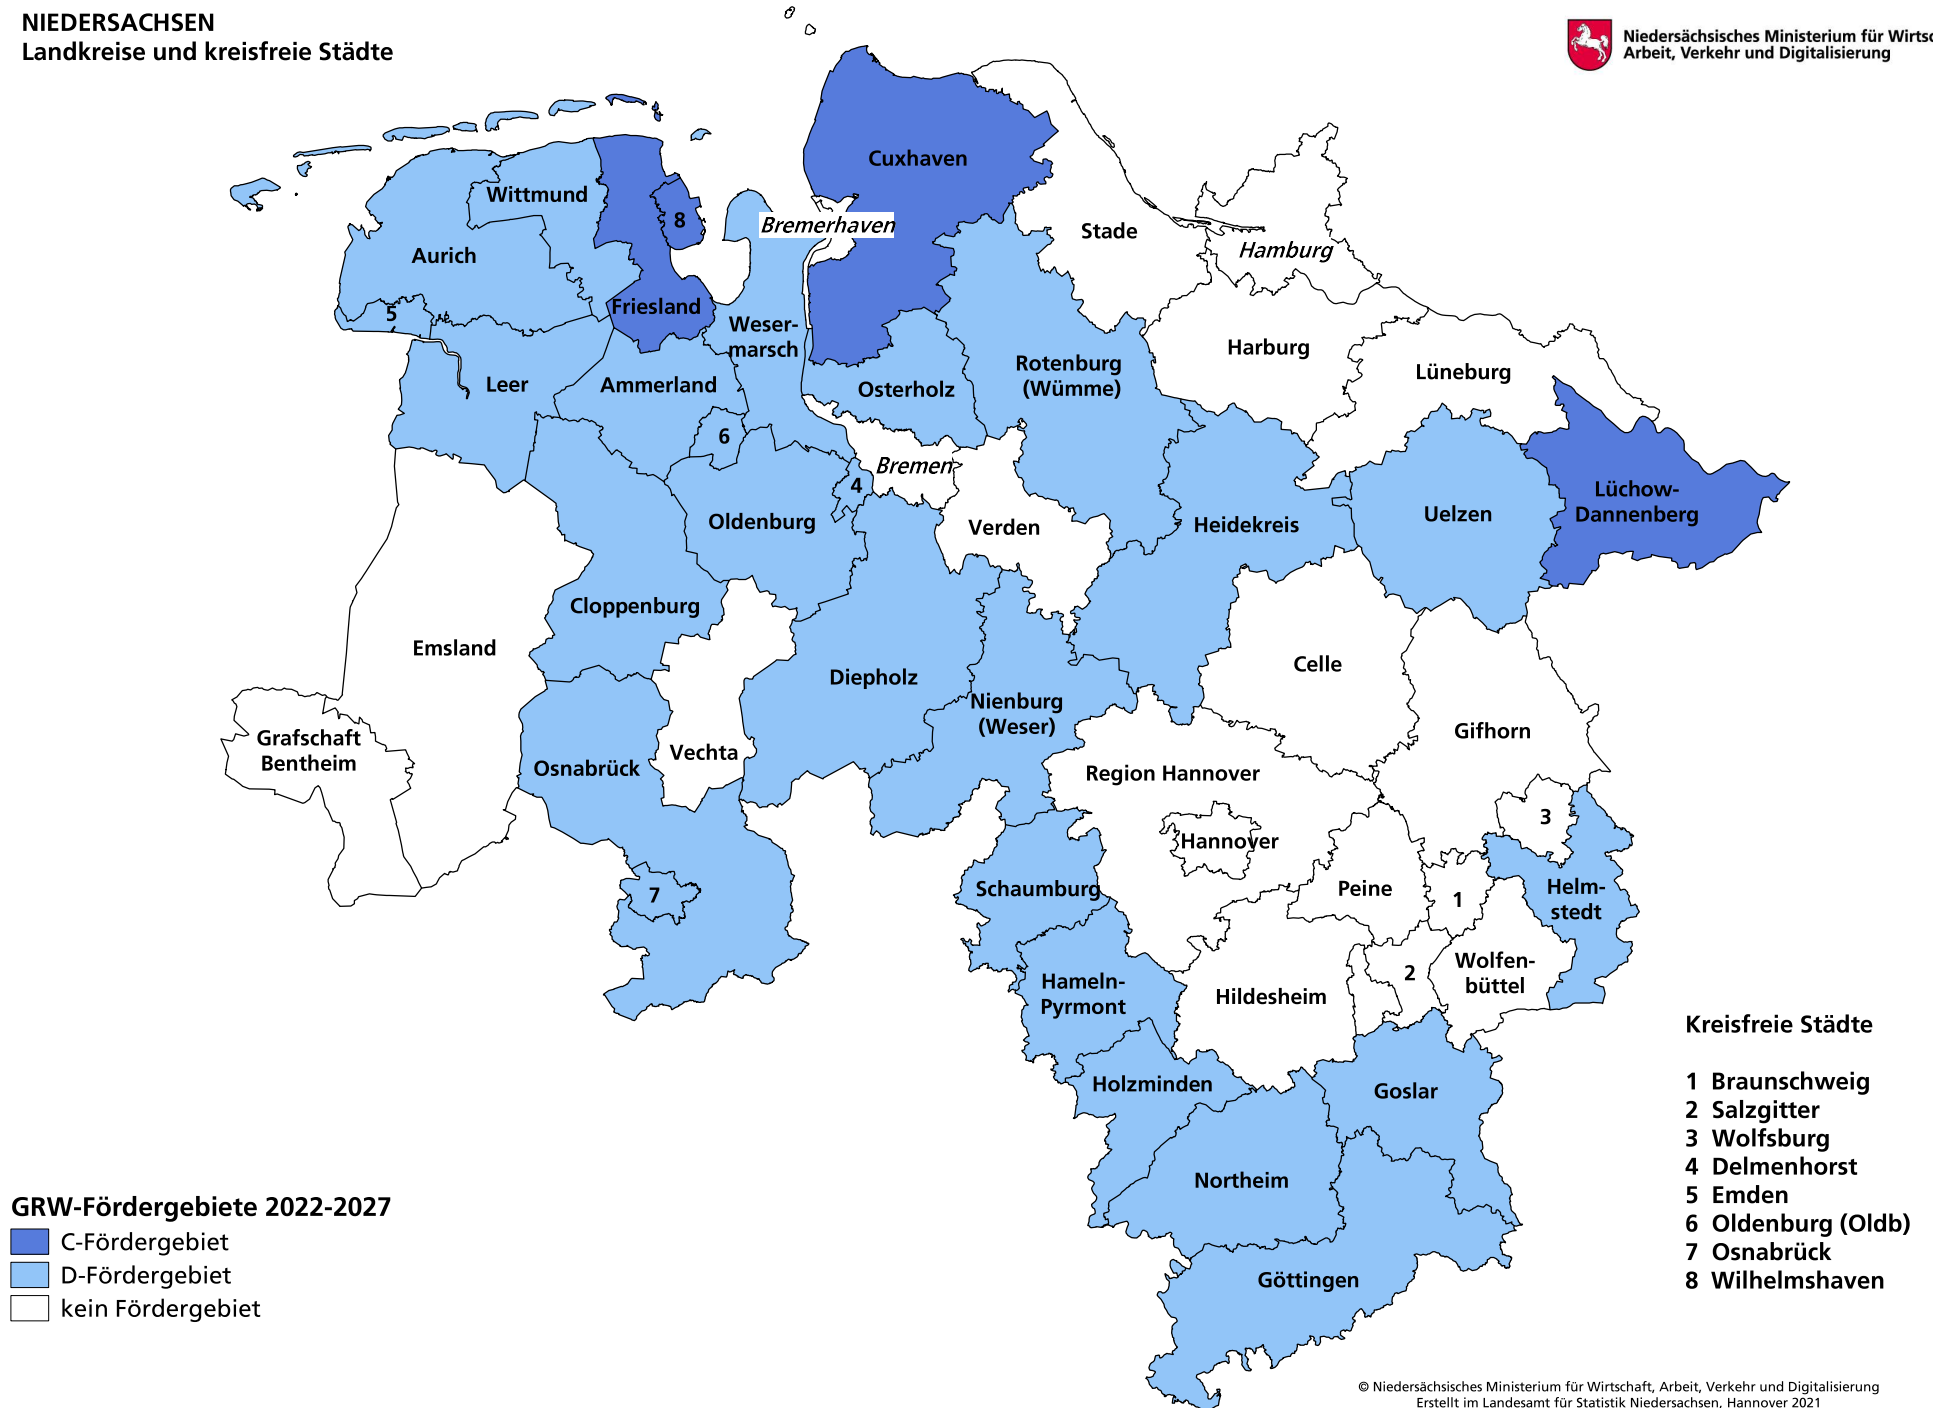 NIEDERSACHSEN
Landkreise und kreisfreie Städte
Niedersächsisches Ministerium für
Arbeit, Verkehr und Digitalisierung
Cuxhaven
Wittmund
8
Bremerhaven
Stade
Hamburg
Aurich
5
Friesland
Weser-
marsch
Harburg
Lüneburg
Rotenburg
(Wümme)
Leer
Ammerland
Osterholz
6
Bremen
4
Lüchow-
Dannenberg
Oldenburg
Verden
Heidekreis
Uelzen
Cloppenburg
Emsland
Celle
Diepholz
Nienburg
(Weser)
Grafschaft
Bentheim
Vechta
Osnabrück
Gifhorn
Region Hannover
3
Hannover
7
Schaumburg
Peine
1
Helm-
stedt
Wolfen-
büttel
2
Hameln-
Pyrmont
Hildesheim
Holzminden
Goslar
Northeim
Göttingen
Kreisfreie Städte
1 Braunschweig
2 Salzgitter
3 Wolfsburg
4 Delmenhorst
5 Emden
6 Oldenburg (Oldb)
7 Osnabrück
8 Wilhelmshaven
GRW-Fördergebiete 2022-2027
C-Fördergebiet
D-Fördergebiet
kein Fördergebiet
© Niedersächsisches Ministerium für Wirtschaft, Arbeit, Verkehr und Digitalisierung
Erstellt im Landesamt für Statistik Niedersachsen, Hannover 2021